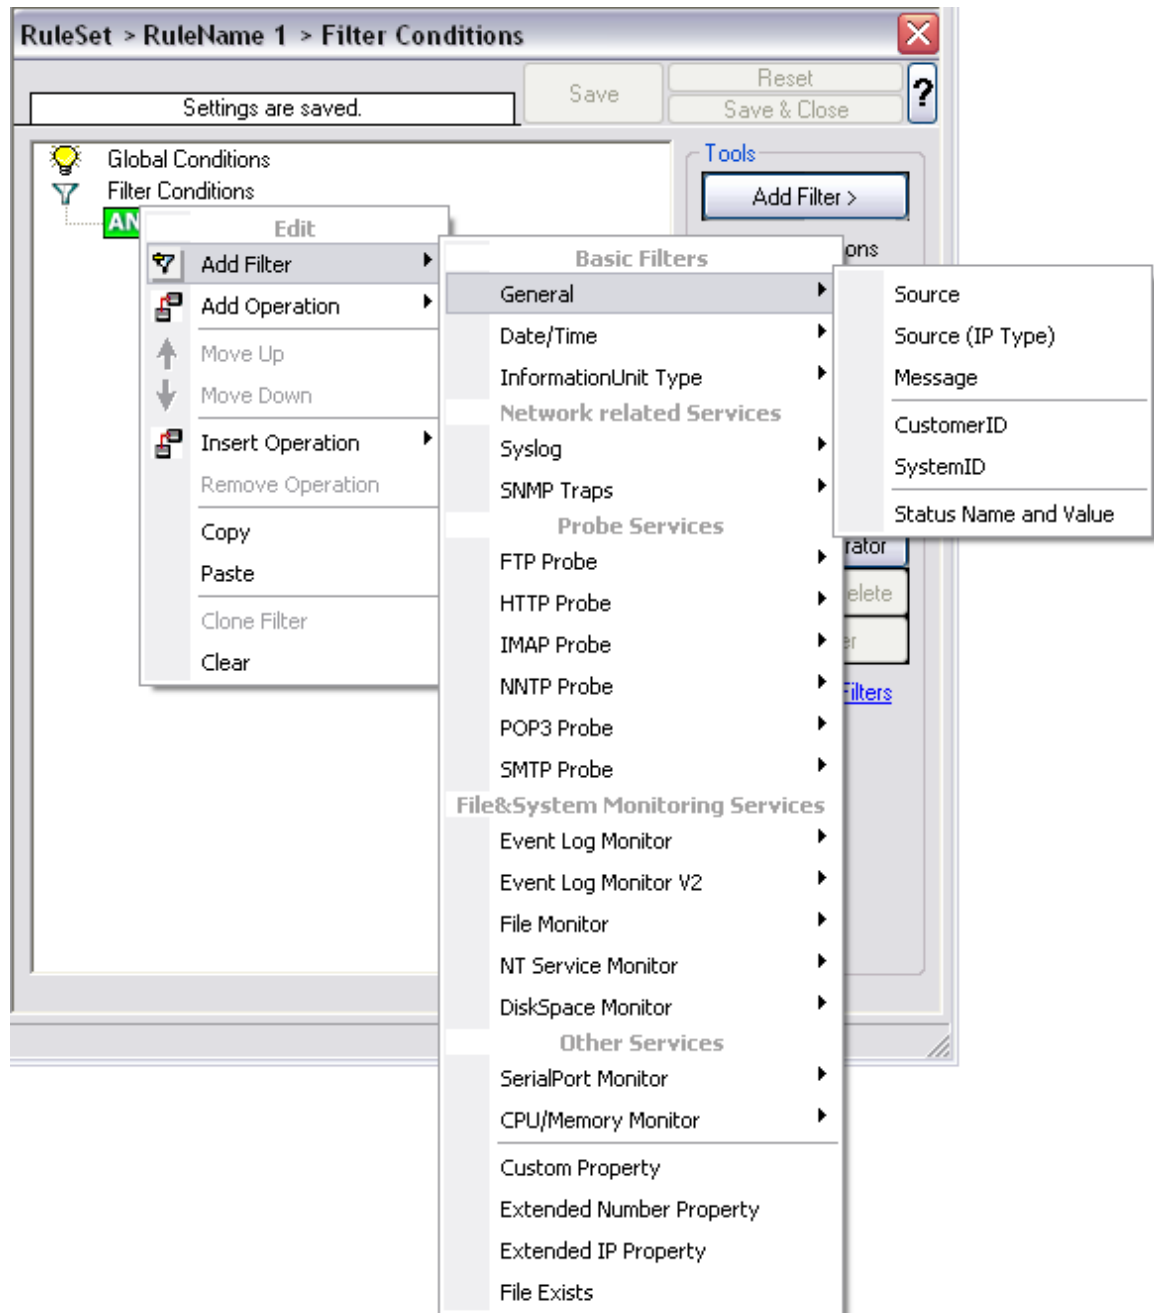 RuleSet > RuleName 1 > Filter Conditions
Settings are saved.
Save
Reset
Save & Close
?
Global Conditions
Filter Conditions
Tools
Add Filter >
Edit
Add Filter
Add Operation
Move Up
Move Down
Insert Operation
Remove Operation
Copy
Paste
Clone Filter
Clear
Basic Filters
General
Date/Time
InformationUnit Type
Network related Services
Syslog
SNMP Traps
Probe Services
FTP Probe
HTTP Probe
IMAP Probe
NNTP Probe
POP3 Probe
SMTP Probe
File&System Monitoring Services
Event Log Monitor
Event Log Monitor V2
File Monitor
NT Service Monitor
DiskSpace Monitor
Other Services
SerialPort Monitor
CPU/Memory Monitor
Custom Property
Extended Number Property
Extended IP Property
File Exists
Source
Source (IP Type)
Message
CustomerID
SystemID
Status Name and Value
Filters